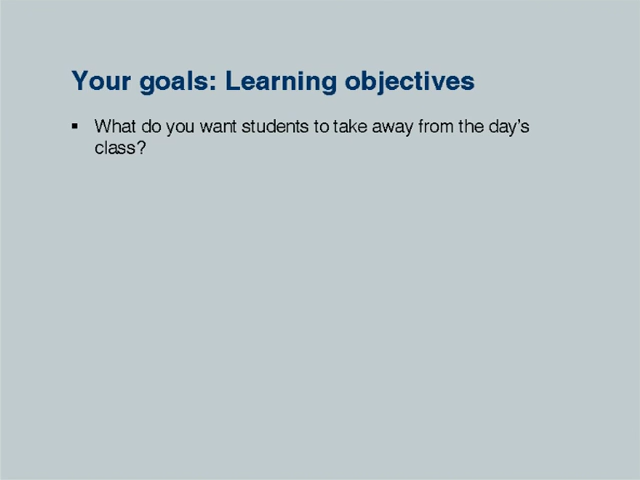 Your goals: Learning objectives
▪ What do you want students to take away from the day's
class?